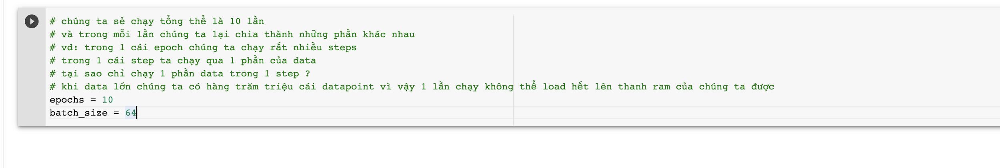 # chúng ta sẻ chạy tổng thể là 10 lần
# và trong mỗi lần chúng ta lại chia thành những phần khác nhau
# vd: trong 1 cái epoch chúng ta chạy rất nhiều steps
# trong 1 cái step ta chạy qua 1 phần của data
# tại sao chỉ chạy 1 phần data trong 1 step ?
# khi data lớn chúng ta có hàng trăm triệu cái datapoint vì vậy 1 lần chạy không thể load hết lên thanh ram của chúng ta được
epochs = 10
batch_size = 64